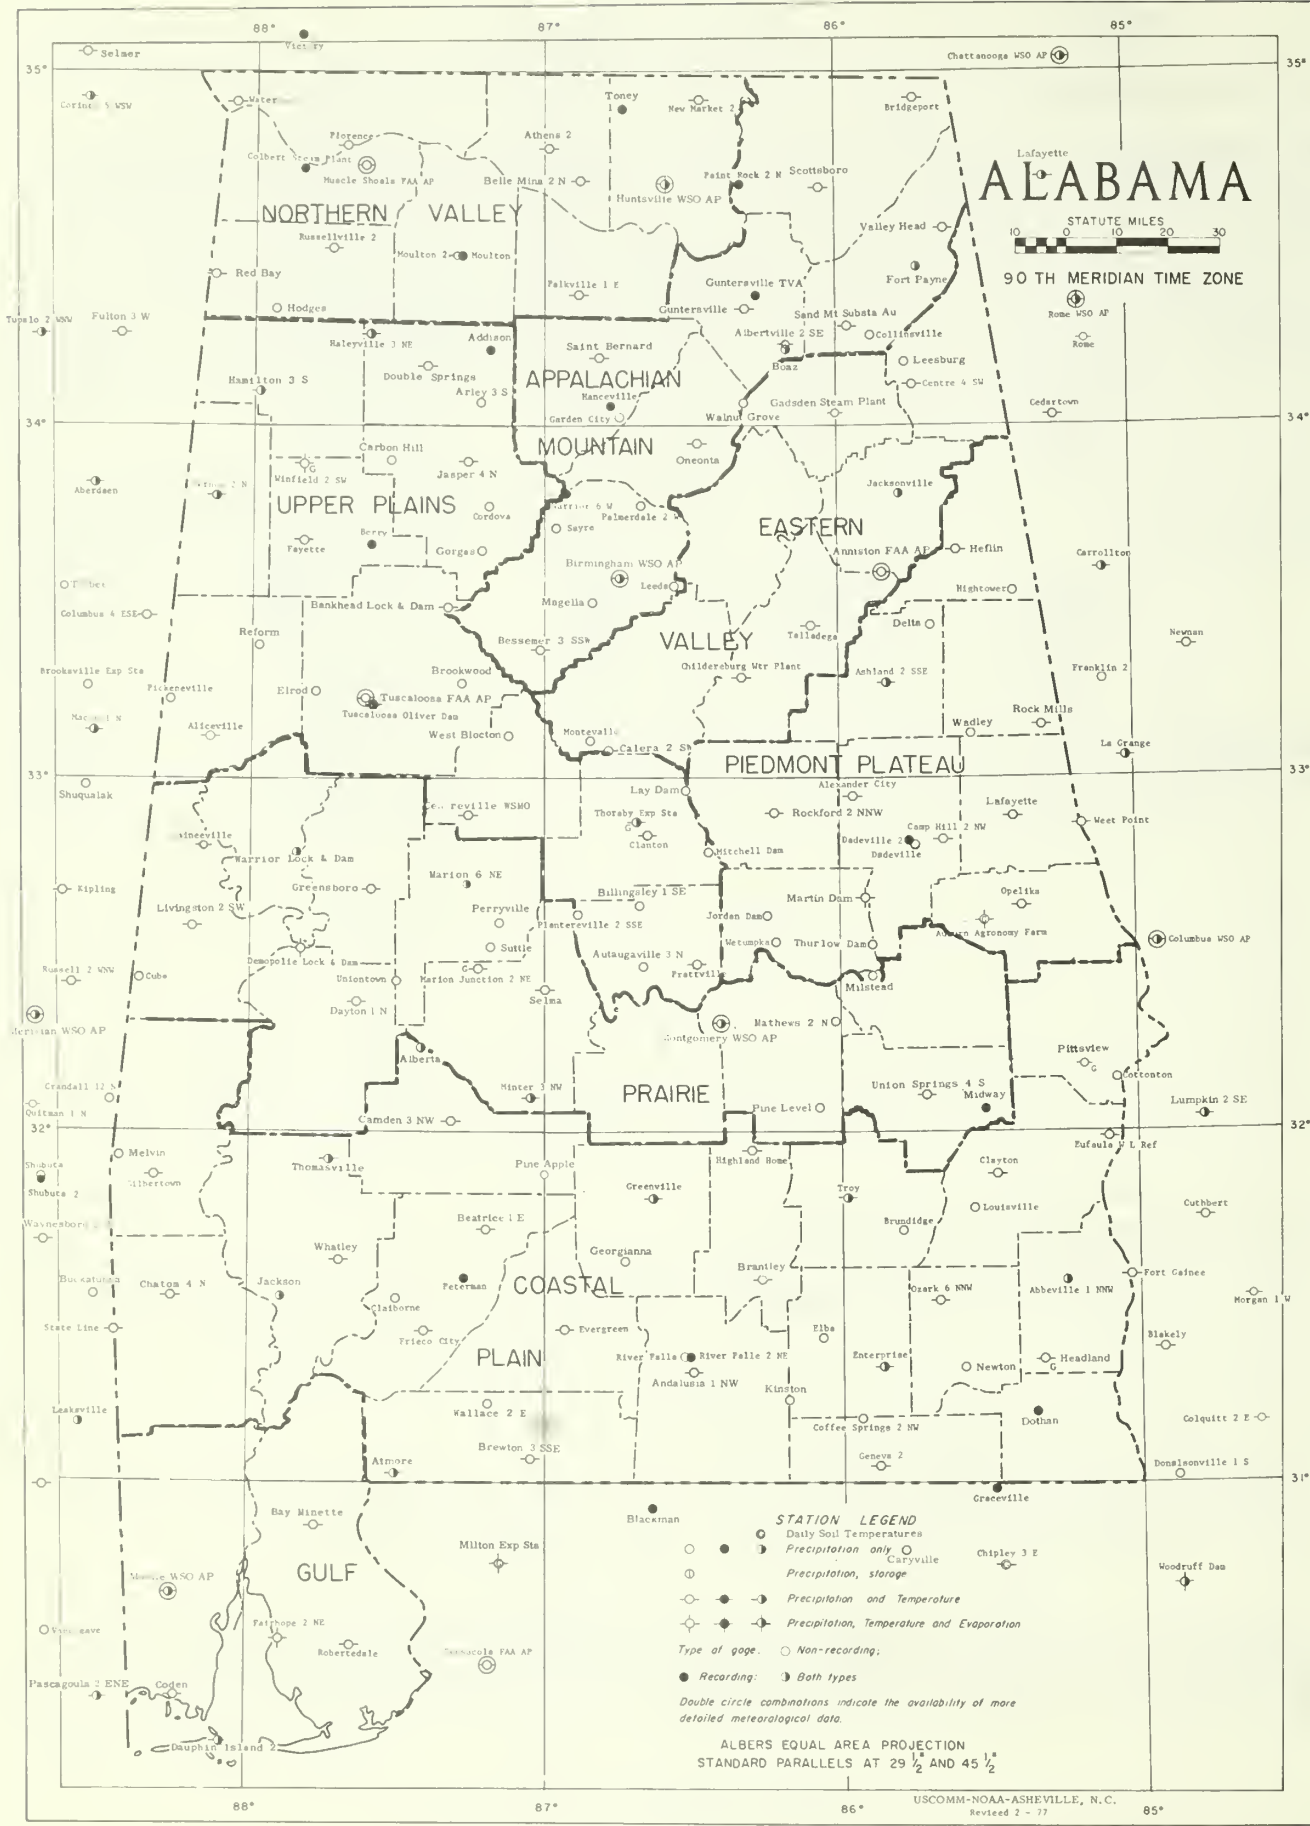 88°
87°
86°
85°
Selmer
Chattanooga WSO AP
35°
35°
Water
Toney
New Market 2
Bridgeport
Florence
Athens 2
Lafayette
Muscle Shoals FAA AP
Belle Mina 2 N
Huntsville WSO AP
Paint Rock 2 N
Scottsboro
ALABAMA
STATUTE MILES
10 0 10 20 30
90 TH MERIDIAN TIME ZONE
NORTHERN VALLEY
Valley Head
Russellville 2
Moulton 2
Moulton
Red Bay
Falkville 1 E
Guntersville TVA
Fort Payne
Hodges
Guntersville
Sand Mt Substa Au
Rome WSO AP
Rome
Fulton 3 W
Haleyville 3 NE
Addison
Saint Bernard
Albertville 2 SE
Collinsville
Double Springs
Boaz
Leesburg
Hamilton 3 S
Arley 3 S
APPALACHIAN
Centre 4 SW
Hanceville
Garden City
Walnut Grove
Gadsden Steam Plant
Cedartown
34°
34°
MOUNTAIN
Carbon Hill
Oneonta
Winfield 2 SW
G
Jasper 4 N
Aberdeen
Jacksonville
UPPER PLAINS
Cordova
Sayre
Palmerdale 2 W
EASTERN
Berry
Fayette
Gorgas
Anniston FAA AP
Heflin
Carrollton
Birmingham WSO AP
Leeds
Hightower
Columbus 4 ESE
Bankhead Lock & Dam
Magella
Reform
Talladega
Delta
Newnan
Bessemer 3 SSW
VALLEY
Brooksville Exp Sta
Brookwood
Childersburg Wtr Plant
Ashland 2 SSE
Franklin 2
Pickensville
Elrod
Tuscaloosa FAA AP
Tuscaloosa Oliver Dam
Rock Mills
Aliceville
West Blocton
Montevallo
Calera 2 SW
Wadley
La Grange
33°
33°
PIEDMONT PLATEAU
Shuqualak
Lay Dam
Alexander City
Thorsby Exp Sta
G
Rockford 2 NNW
Lafayette
West Point
Clanton
Camp Hill 2 NW
Dadeville 2
Dadeville
Warrior Lock & Dam
Mitchell Dam
Kipling
Greensboro
Marion 6 NE
Billingsley 1 SE
Martin Dam
Opelika
Livingston 2 SW
Perryville
Plantersville 2 SSE
Jordan Dam
Auburn Agronomy Farm
Suttle
Wetumpka
Thurlow Dam
Columbus WSO AP
Demopolis Lock & Dam
Autaugaville 3 N
Prattville
Russell 2 WNW
Cuba
Uniontown
G
Marion Junction 2 NE
Milstead
Dayton 1 N
Selma
Meridian WSO AP
Montgomery WSO AP
Mathews 2 N
Alberta
Pittsview
G
Cottonton
Minter 3 NW
PRAIRIE
Union Springs 4 S
Quitman 1 N
Midway
Lumpkin 2 SE
Camden 3 NW
Pine Level
32°
32°
Eufaula W L Ref
Melvin
Highland Home
Shubuta
Shubuta 2
Thomasville
Pine Apple
Clayton
Greenville
Troy
Cuthbert
Beatrice 1 E
Brundidge
Louisville
Whatley
Georgiana
Brantley
Fort Gaines
Chatom 4 N
Jackson
Peterman
COASTAL
Ozark 6 NNW
Abbeville 1 NNW
Morgan 1 W
Claiborne
State Line
Frisco City
Evergreen
Elba
Blakely
PLAIN
River Falls
River Falls 2 NE
Enterprise
Newton
Headland
G
Andalusia 1 NW
Kinston
Leaksville
Wallace 2 E
Coffee Springs 2 NW
Dothan
Colquitt 2 E
Brewton 3 SSE
Geneva 2
Donalsonville 1 S
Atmore
31°
31°
Graceville
Blackman
Bay Minette
STATION LEGEND
Daily Soil Temperatures
Milton Exp Sta
Precipitation only
Caryville
Chipley 3 E
GULF
Precipitation, storage
Woodruff Dam
Precipitation and Temperature
Fairhope 2 NE
Precipitation, Temperature and Evaporation
Robertsdale
Type of gage. Non-recording;
Recording: Both types
Pascagoula 2 ENE
Coden
Double circle combinations indicate the availability of more
detailed meteorological data.
Dauphin Island 2
ALBERS EQUAL AREA PROJECTION
STANDARD PARALLELS AT 29 1/2° AND 45 1/2°
USCOMM-NOAA-ASHEVILLE, N.C.
Revised 2 - 77
88°
87°
86°
85°